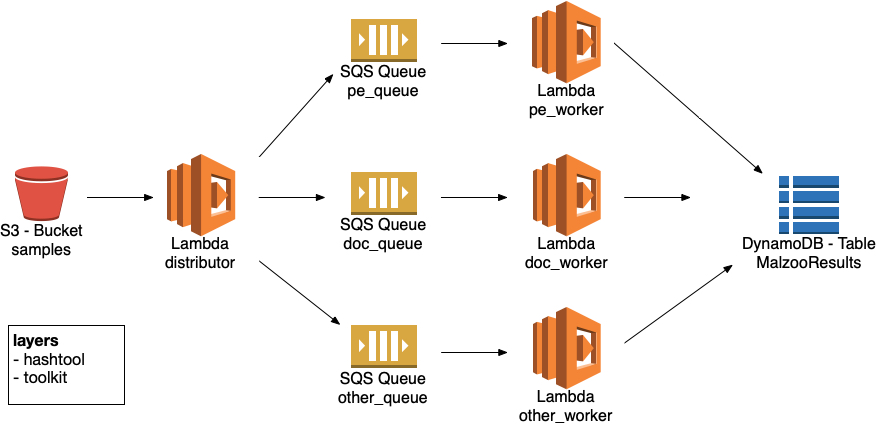 SQS Queue
pe_queue
Lambda
pe_worker
S3 - Bucket
samples
Lambda
distributor
SQS Queue
doc_queue
Lambda
doc_worker
DynamoDB - Table
MalzooResults
layers
- hashtool
- toolkit
SQS Queue
other_queue
Lambda
other_worker